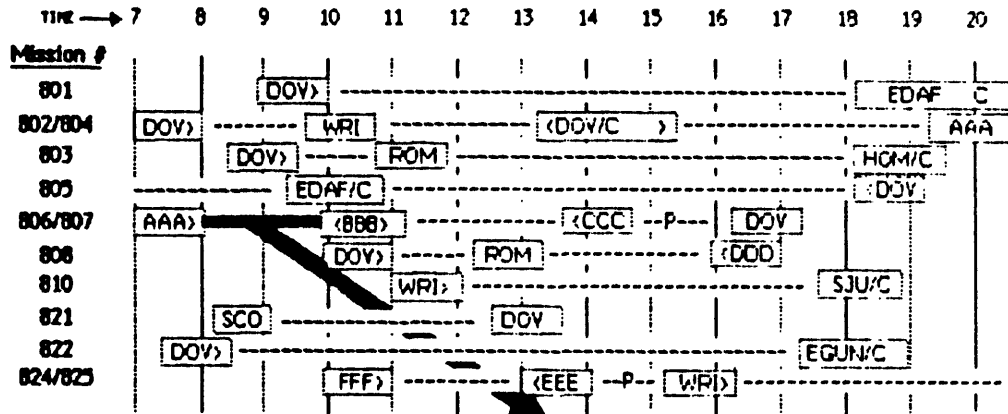 TIME 7 8 9 10 11 12 13 14 15 16 17 18 19 20
Mission #
801 DOV> EDAF C
802/804 DOV> WRI <DOV/C > AAA
803 DOV> ROM HOM/C
805 EDAF/C <DOV
806/807 AAA> <BBB> <CCC P DOV
808 DOV> ROM <DDD
810 WRI> SJU/C
821 SCO DOV
822 DOV> EGUN/C
824/825 FFF> <EEE P WRI>